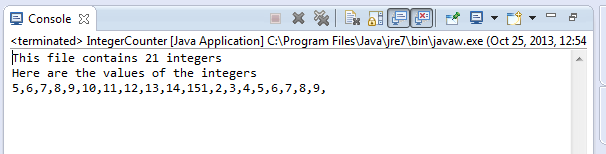 Console
<terminated> IntegerCounter [Java Application] C:\Program Files\Java\jre7\bin\javaw.exe (Oct 25, 2013, 12:54
This file contains 21 integers
Here are the values of the integers
5,6,7,8,9,10,11,12,13,14,151,2,3,4,5,6,7,8,9,